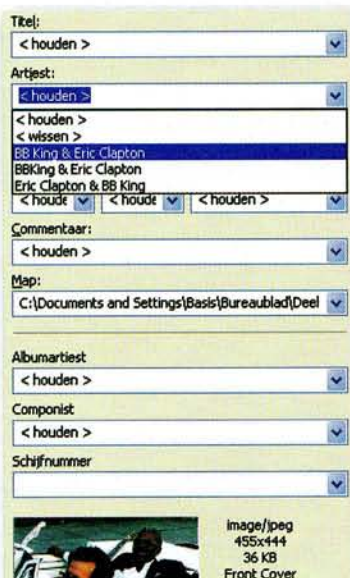 Titel:
< houden >
Artiest:
< houden >
< houden >
< wissen >
BB King & Eric Clapton
BBKing & Eric Clapton
Eric Clapton & BB King
< houde < houde < houden >
Commentaar:
< houden >
Map:
C:\Documents and Settings\Basis\Bureaublad\Deel
Albumartiest
< houden >
Componist
< houden >
Schijfnummer
image/jpeg
455x444
36 KB
Front Cover